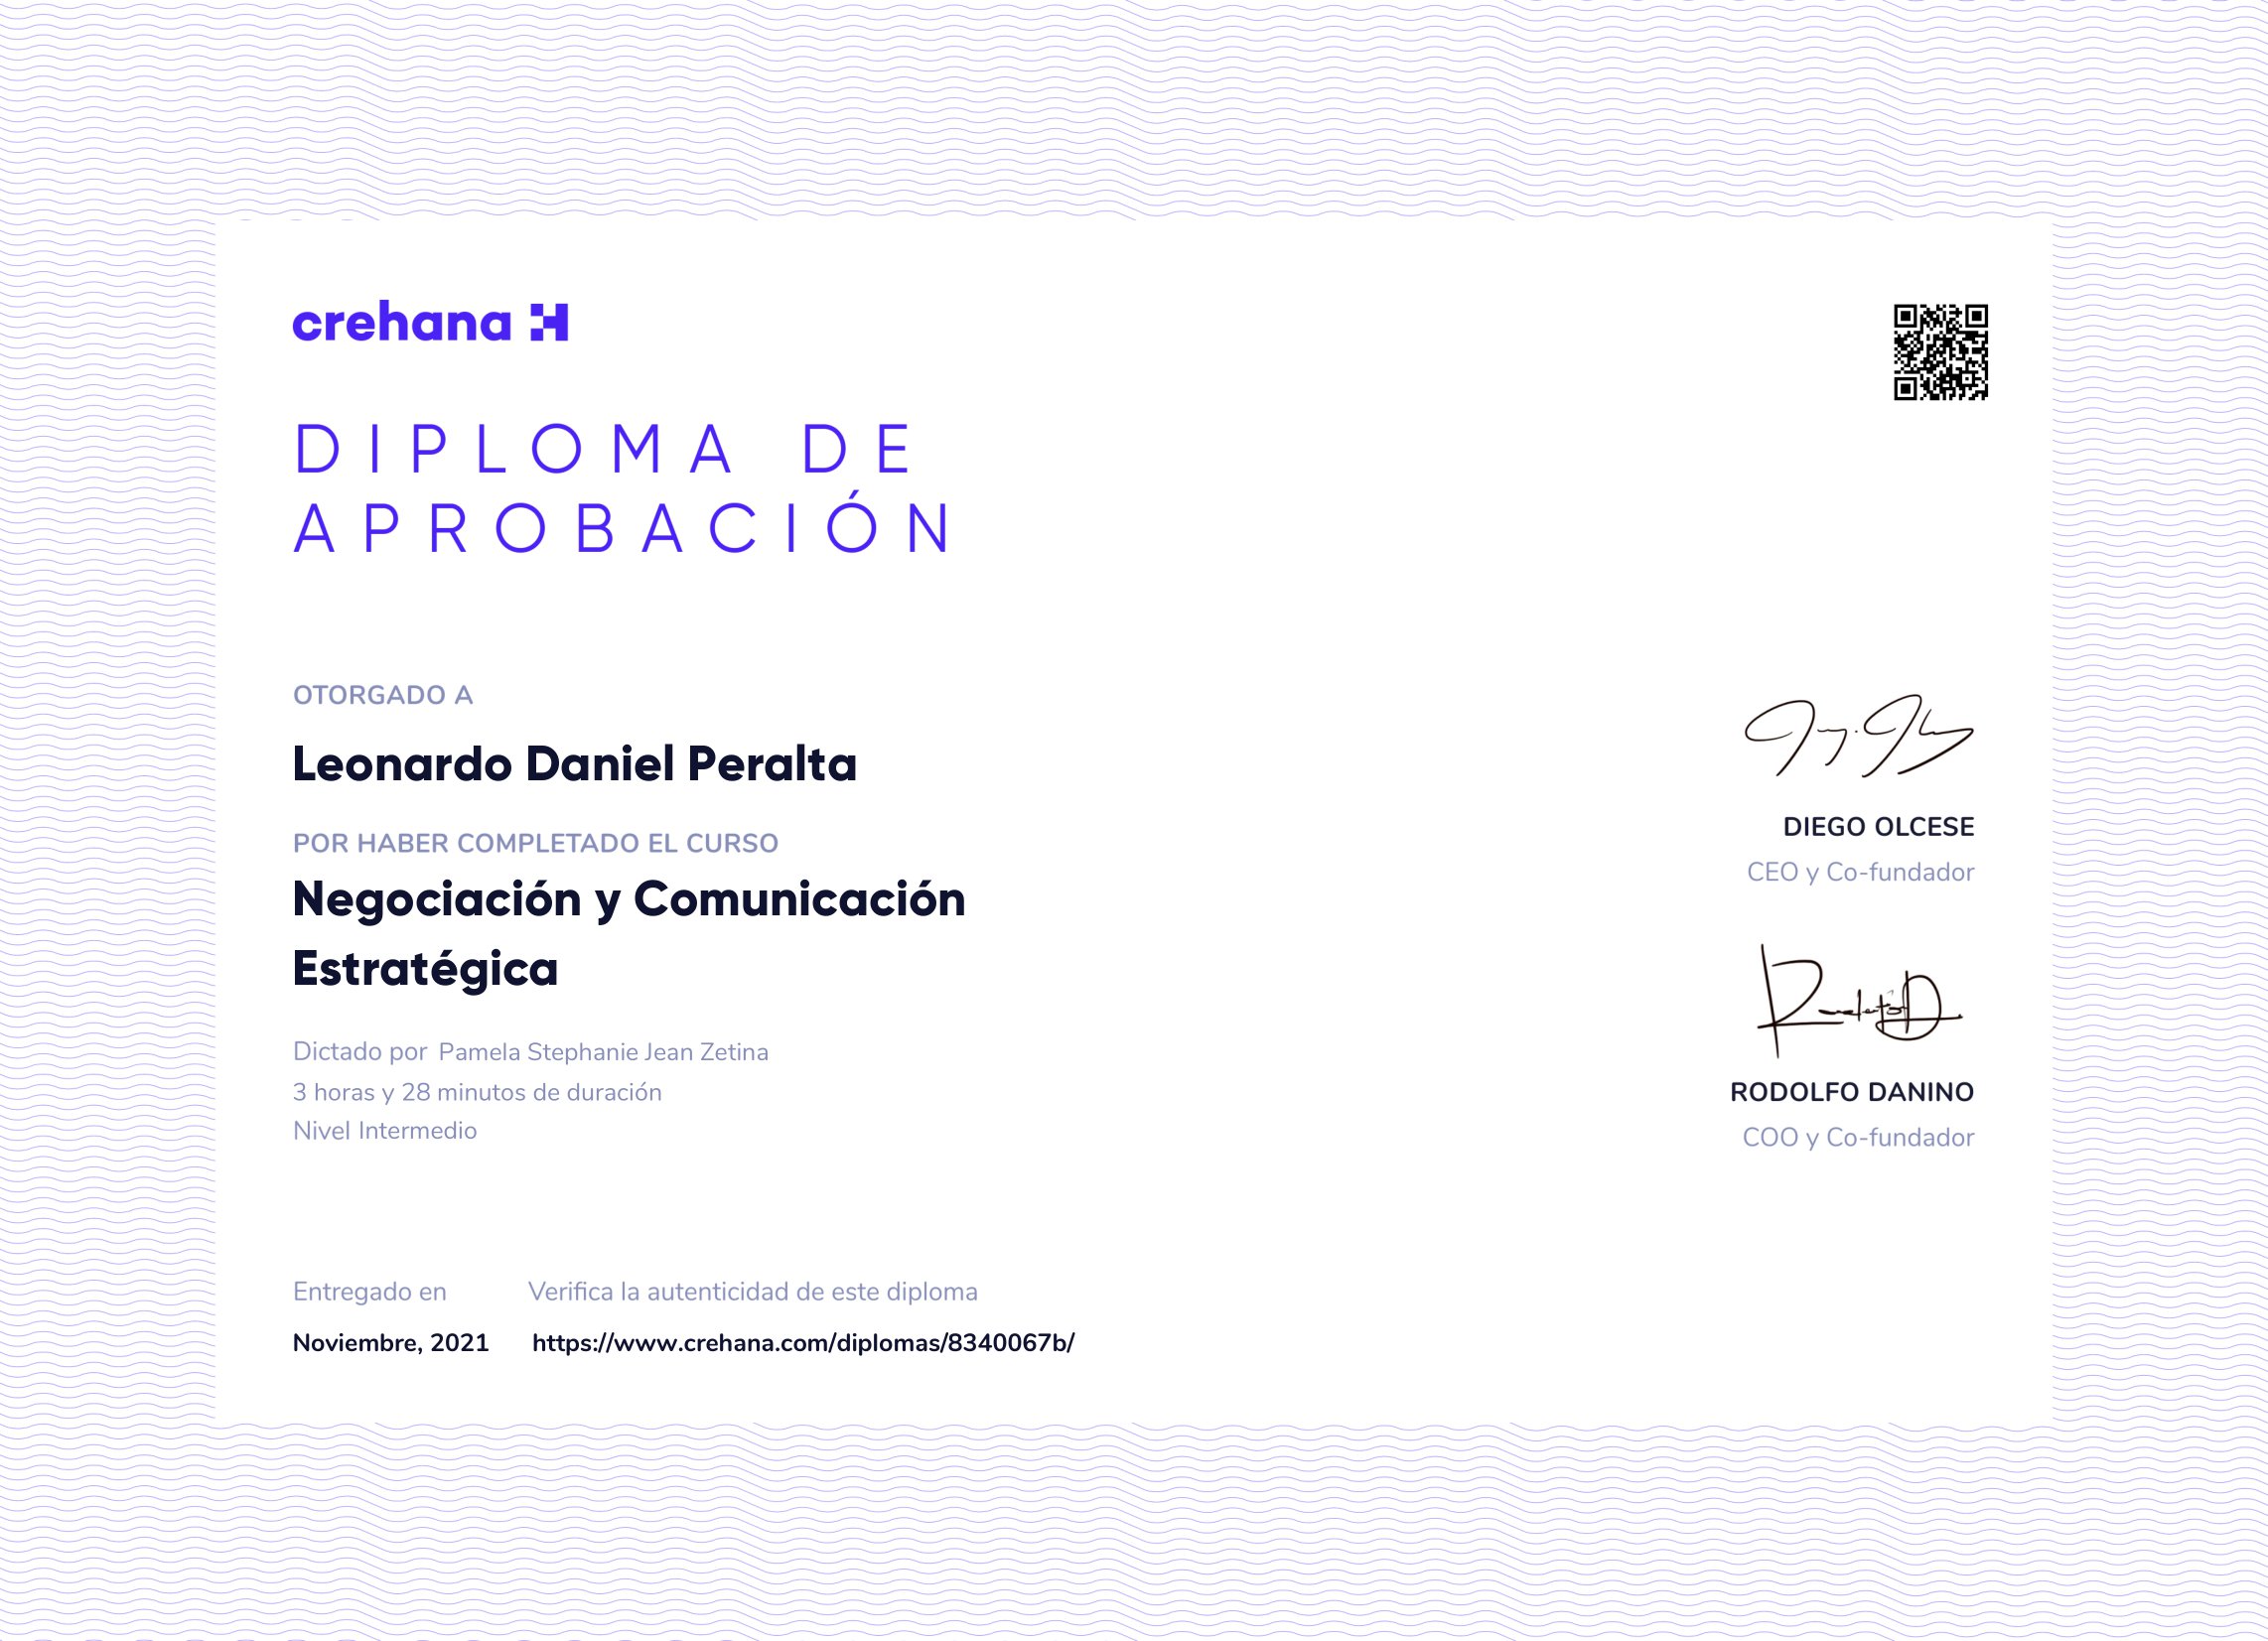 crehana
DIPLOMA DE
APROBACIÓN
OTORGADO A
Leonardo Daniel Peralta
POR HABER COMPLETADO EL CURSO
Negociación y Comunicación
Estratégica
Dictado por Pamela Stephanie Jean Zetina
3 horas y 28 minutos de duración
Nivel Intermedio
DIEGO OLCESE
CEO y Co-fundador
RODOLFO DANINO
COO y Co-fundador
Entregado en
Noviembre, 2021
Verifica la autenticidad de este diploma
https://www.crehana.com/diplomas/8340067b/